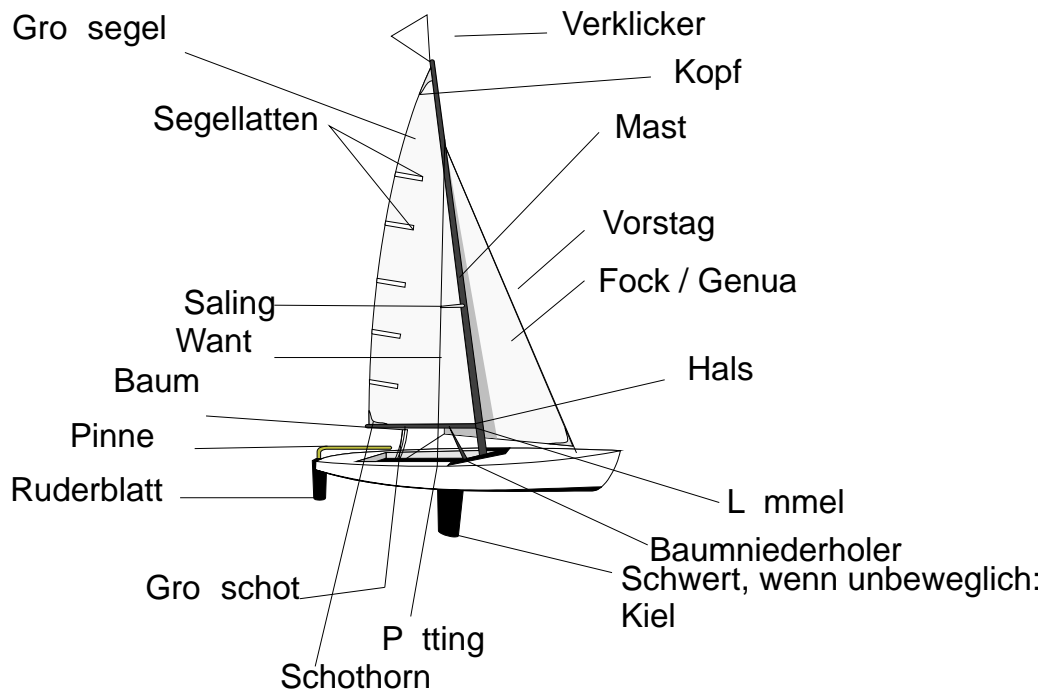 Gro segel
Verklicker
Kopf
Segellatten
Mast
Vorstag
Fock / Genua
Saling
Want
Hals
Baum
Pinne
Ruderblatt
L mmel
Baumniederholer
Schwert, wenn unbeweglich:
Kiel
Gro schot
P tting
Schothorn